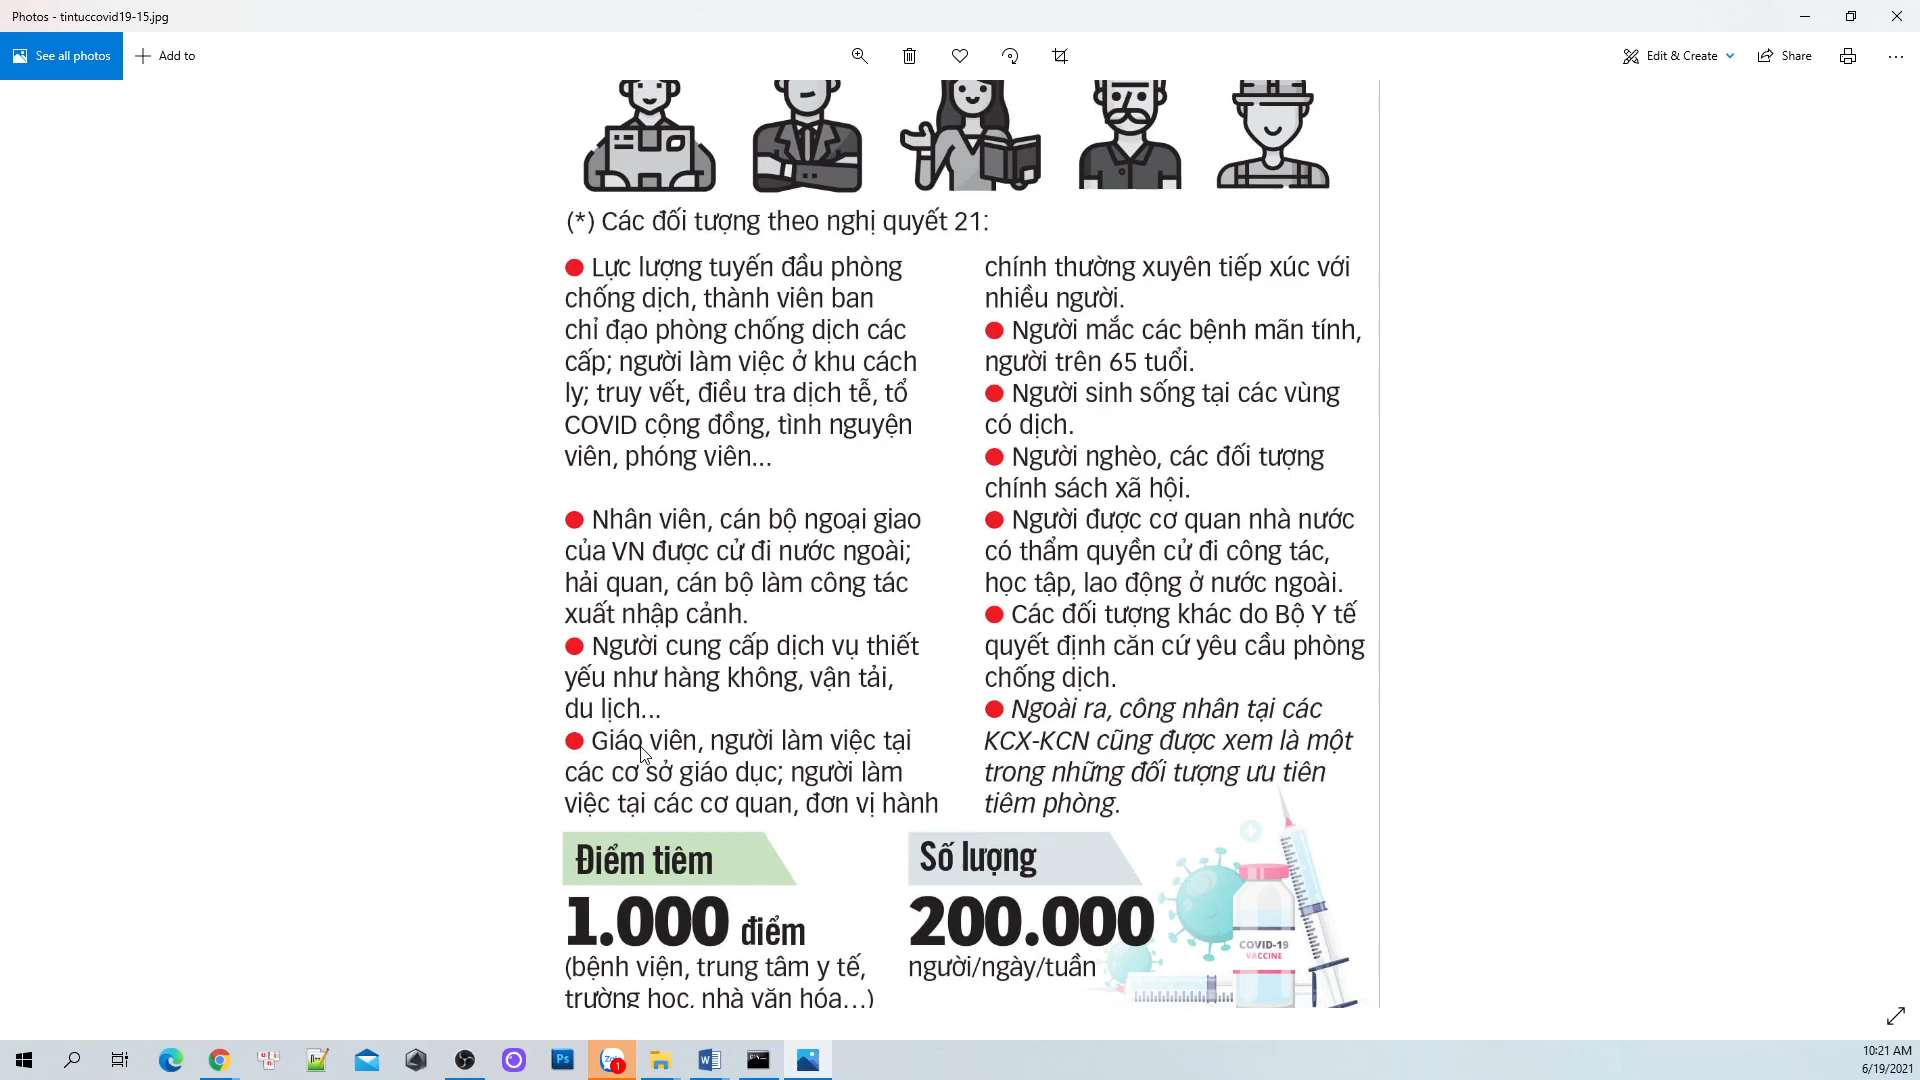 Photos - tintuccovid19-15.jpg
See all photos
Add to
Edit & Create
Share
(*) Các đối tượng theo nghị quyết 21:
Lực lượng tuyến đầu phòng
chống dịch, thành viên ban
chỉ đạo phòng chống dịch các
cấp; người làm việc ở khu cách
ly; truy vết, điều tra dịch tễ, tổ
COVID cộng đồng, tình nguyện
viên, phóng viên...
Nhân viên, cán bộ ngoại giao
của VN được cử đi nước ngoài;
hải quan, cán bộ làm công tác
xuất nhập cảnh.
Người cung cấp dịch vụ thiết
yếu như hàng không, vận tải,
du lịch...
Giáo viên, người làm việc tại
các cơ sở giáo dục; người làm
việc tại các cơ quan, đơn vị hành
chính thường xuyên tiếp xúc với
nhiều người.
Người mắc các bệnh mãn tính,
người trên 65 tuổi.
Người sinh sống tại các vùng
có dịch.
Người nghèo, các đối tượng
chính sách xã hội.
Người được cơ quan nhà nước
có thẩm quyền cử đi công tác,
học tập, lao động ở nước ngoài.
Các đối tượng khác do Bộ Y tế
quyết định căn cứ yêu cầu phòng
chống dịch.
Ngoài ra, công nhân tại các
KCX-KCN cũng được xem là một
trong những đối tượng ưu tiên
tiêm phòng.
Điểm tiêm
1.000 điểm
(bệnh viện, trung tâm y tế,
trường học, nhà văn hóa...)
Số lượng
200.000
người/ngày/tuần
COVID-19
VACCINE
Ps
1
10:21 AM
6/19/2021